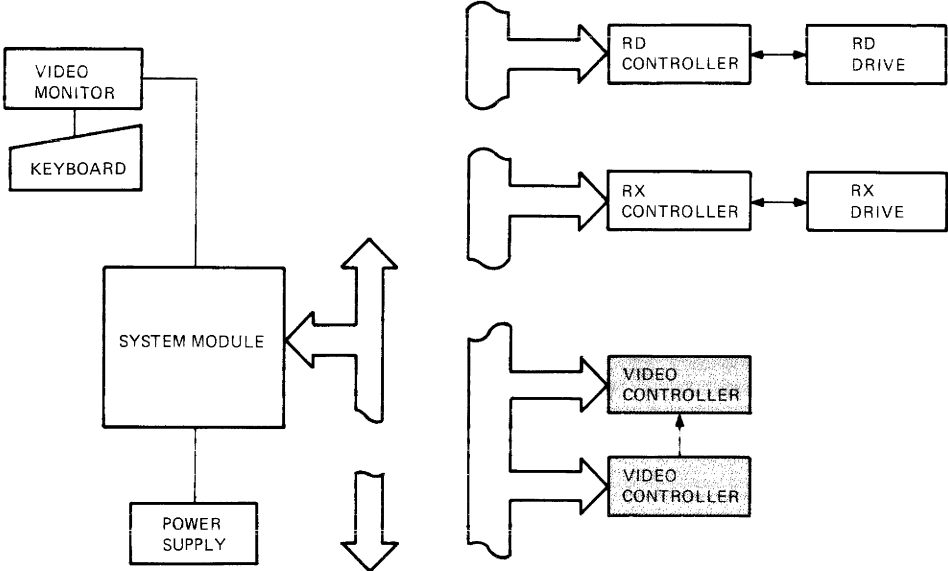 VIDEO
MONITOR
KEYBOARD
SYSTEM MODULE
POWER
SUPPLY
RD
CONTROLLER
RD
DRIVE
RX
CONTROLLER
RX
DRIVE
VIDEO
CONTROLLER
VIDEO
CONTROLLER